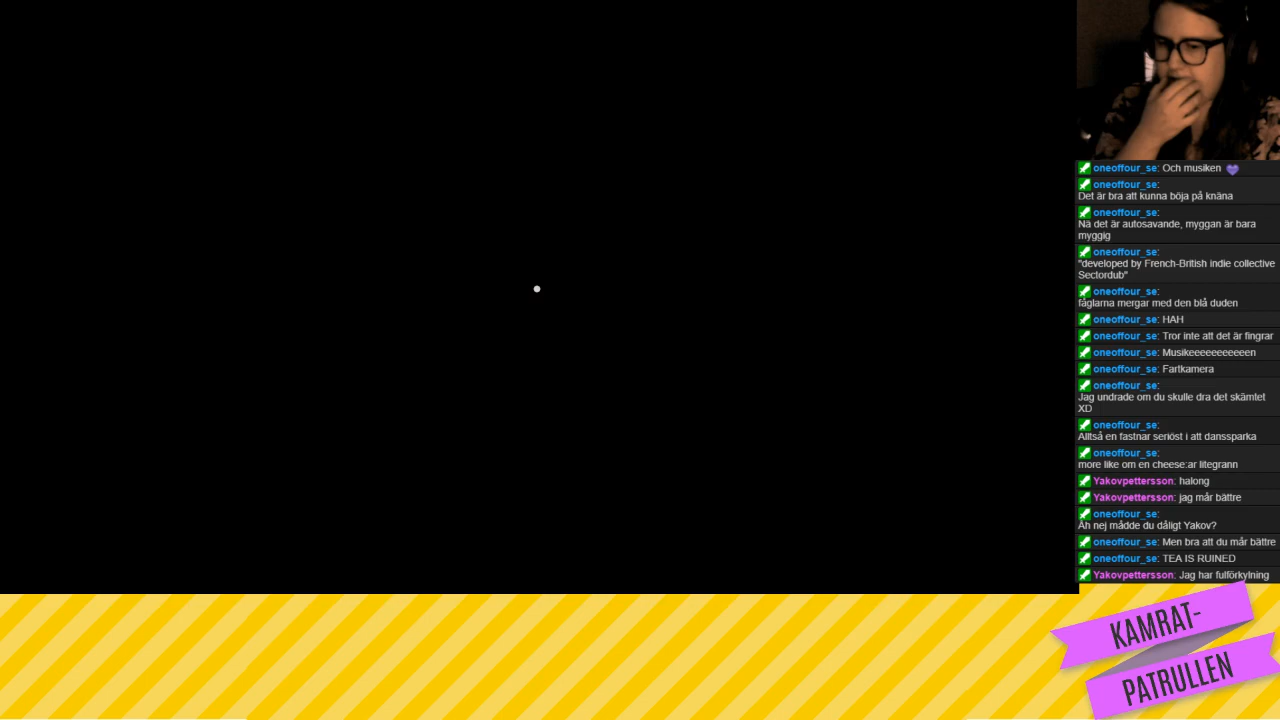 oneoffour_se: Och musiken
oneoffour_se:
Det är bra att kunna böja på knäna
oneoffour_se:
Nä det är autosavande, myggan är bara
myggig
oneoffour_se:
"developed by French-British indie collective
Sectordub"
oneoffour_se:
fåglarna mergar med den blå duden
oneoffour_se: HAH
oneoffour_se: Tror inte att det är fingrar
oneoffour_se: Musikeeeeeeeeeeen
oneoffour_se: Fartkamera
oneoffour_se:
Jag undrade om du skulle dra det skämtet
XD
oneoffour_se:
Alltså en fastnar seriöst i att danssparka
oneoffour_se:
more like om en cheese:ar litegrann
Yakovpettersson: halong
Yakovpettersson: jag mår bättre
oneoffour_se:
Åh nej mådde du dåligt Yakov?
oneoffour_se: Men bra att du mår bättre
oneoffour_se: TEA IS RUINED
Yakovpettersson: Jag har fulförkylning
KAMRAT-
PATRULLEN